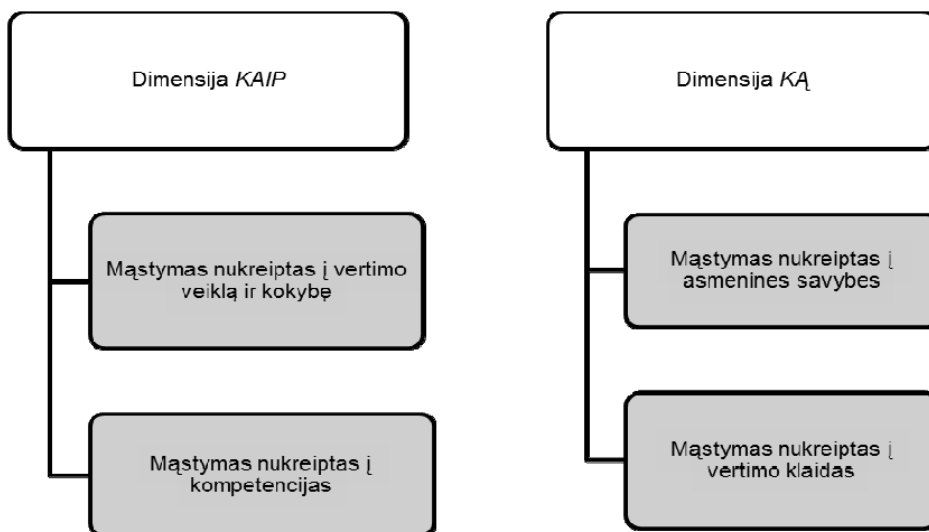 Dimensija KAIP
Mąstymas nukreiptas į vertimo
veiklą ir kokybę
Mąstymas nukreiptas į
kompetencijas
Dimensija KĄ
Mąstymas nukreiptas į
asmenines savybes
Mąstymas nukreiptas į
vertimo klaidas